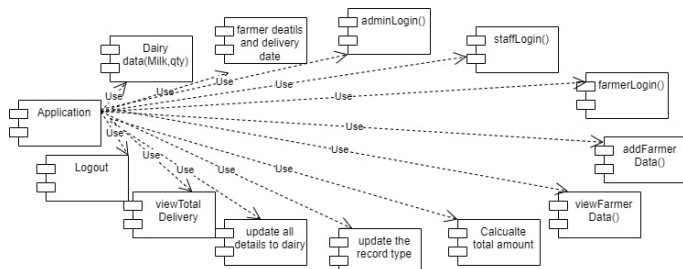 adminLogin()
farmer deatils
and delivery
date
staffLogin()
Dairy
data(Milk,qty)
farmerLogin()
Use
Use
Use
Use
Use
Application
Use
Use
addFarmer
Data()
Use
Use
Use
Use
Use
Logout
viewTotal
Delivery
viewFarmer
Data()
update all
details to dairy
update the
record type
Calcualte
total amount